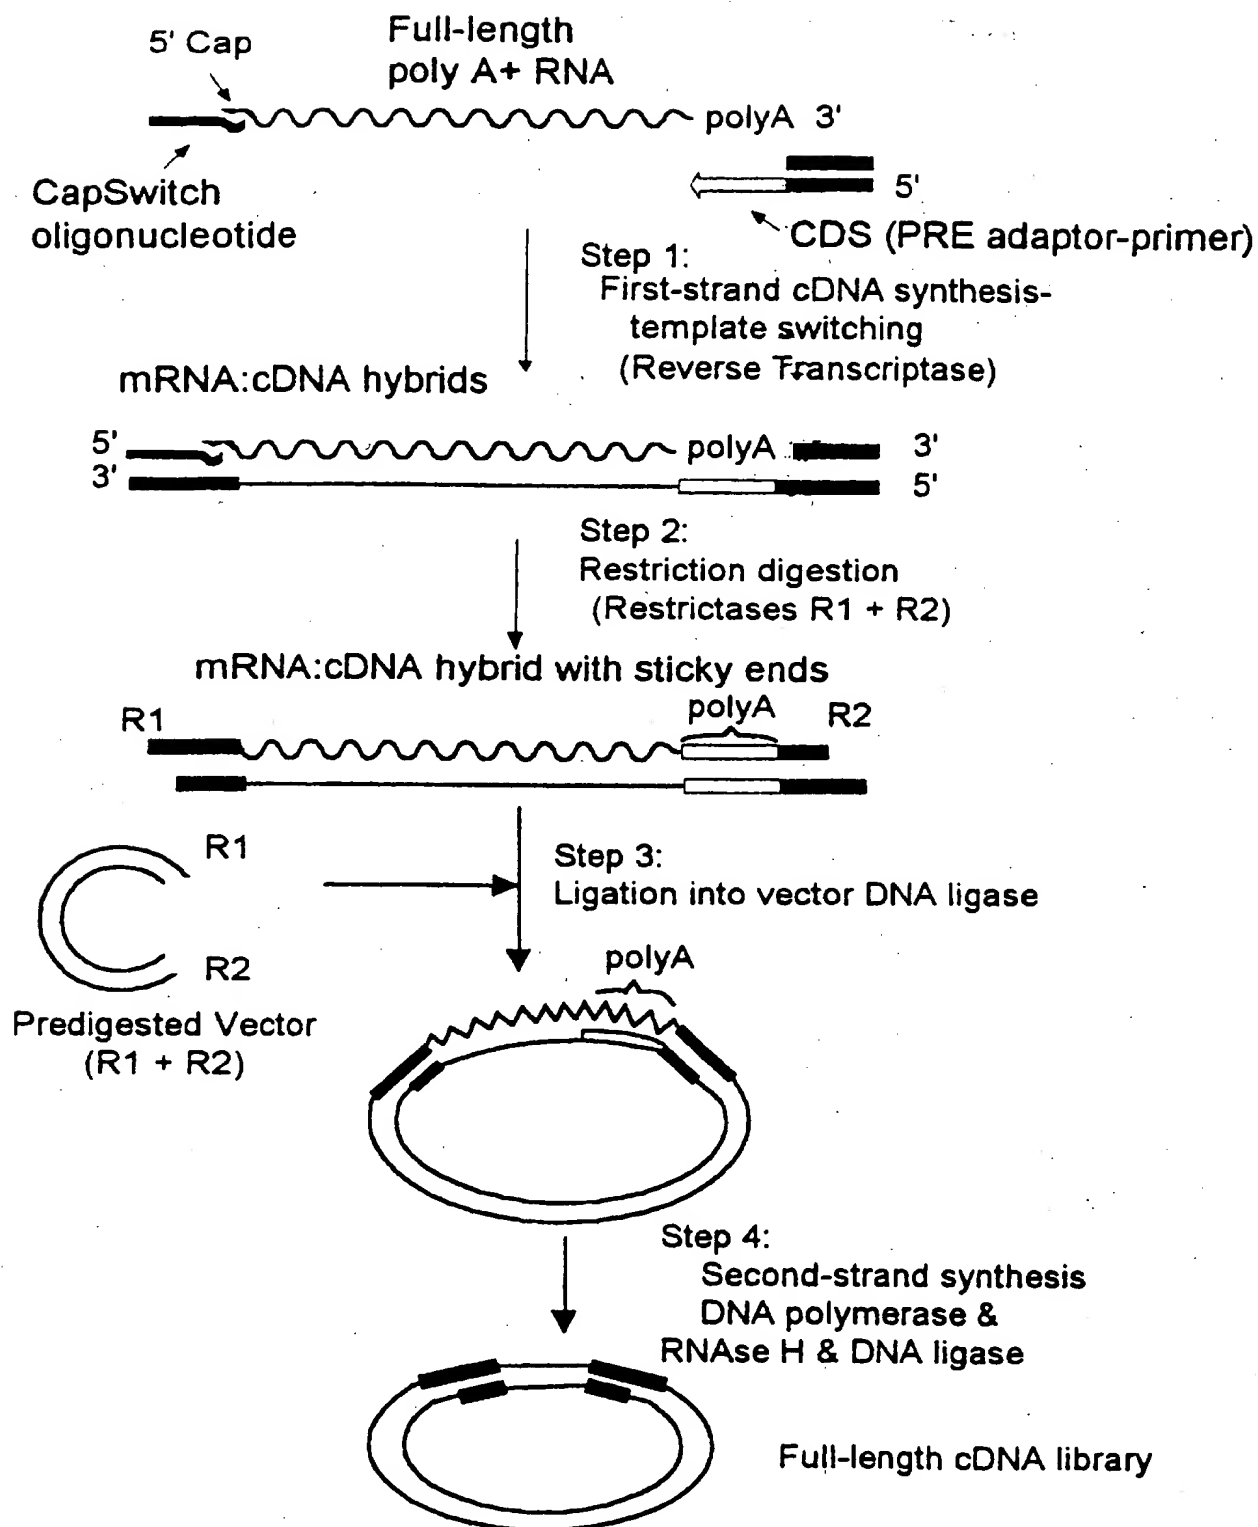 5' Cap
Full-length
poly A+ RNA
polyA 3'
CapSwitch
oligonucleotide
5'
CDS (PRE adaptor-primer)
Step 1:
First-strand cDNA synthesis-
template switching
(Reverse Transcriptase)
mRNA:cDNA hybrids
5'
polyA
3'
3'
5'
Step 2:
Restriction digestion
(Restrictases R1 + R2)
mRNA:cDNA hybrid with sticky ends
R1
polyA
R2
R1
Step 3:
Ligation into vector DNA ligase
R2
polyA
Predigested Vector
(R1 + R2)
Step 4:
Second-strand synthesis
DNA polymerase &
RNAse H & DNA ligase
Full-length cDNA library